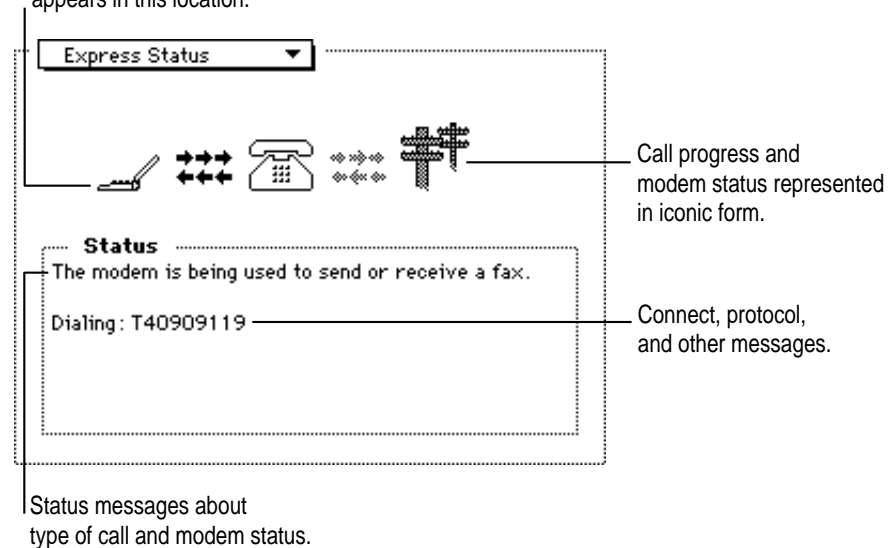 appears in this location.
Express Status
Call progress and
modem status represented
in iconic form.
Status
The modem is being used to send or receive a fax.
Dialing: T40909119
Connect, protocol,
and other messages.
Status messages about
type of call and modem status.